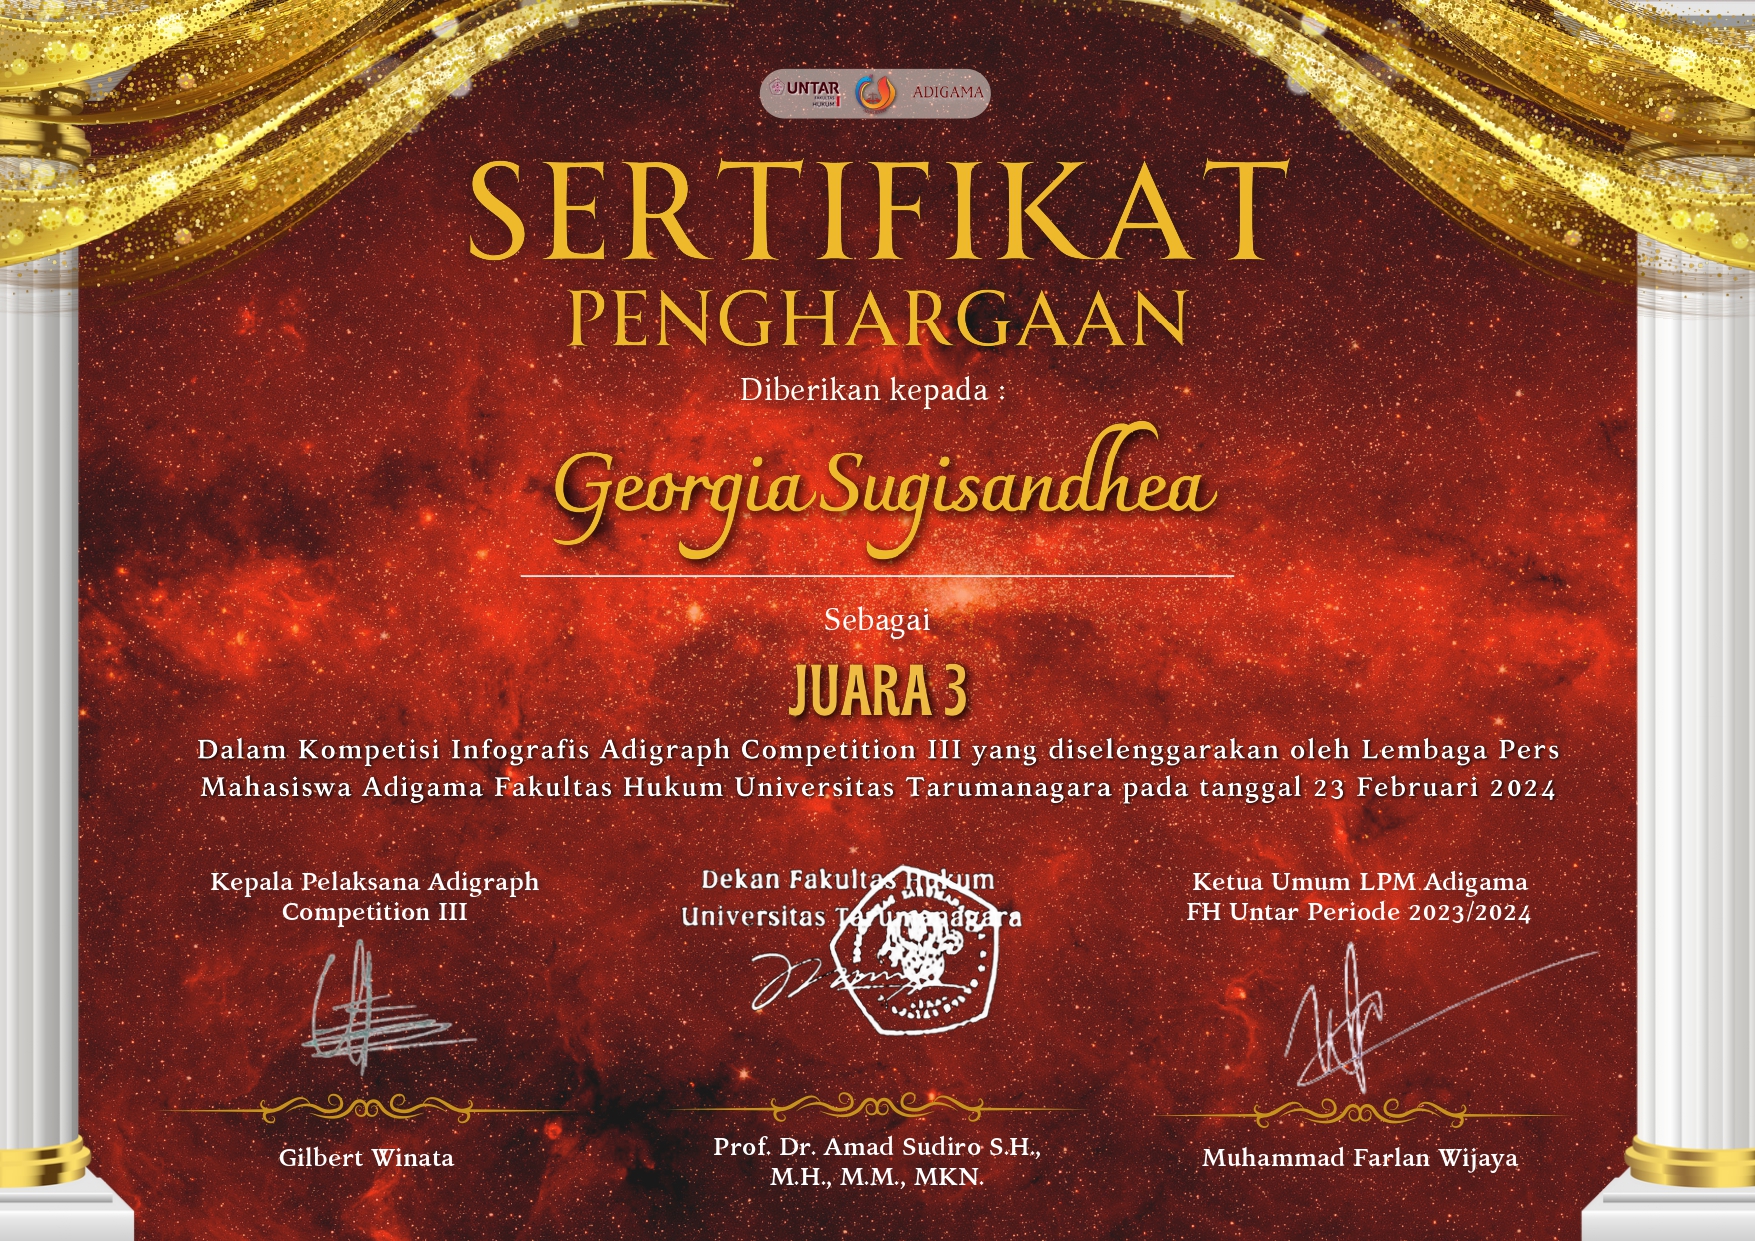 UNTAR
FAKULTAS
HUKUM
ADIGAMA
SERTIFIKAT
PENGHARGAAN
Diberikan kepada :
Georgia Sugisandhea
Sebagai
JUARA 3
Dalam Kompetisi Infografis Adigraph Competition III yang diselenggarakan oleh Lembaga Pers
Mahasiswa Adigama Fakultas Hukum Universitas Tarumanagara pada tanggal 23 Februari 2024
Kepala Pelaksana Adigraph
Competition III
Dekan Fakultas Hukum
Universitas Tarumanagara
Ketua Umum LPM Adigama
FH Untar Periode 2023/2024
Gilbert Winata
Prof. Dr. Amad Sudiro S.H.,
M.H., M.M., MKN.
Muhammad Farlan Wijaya